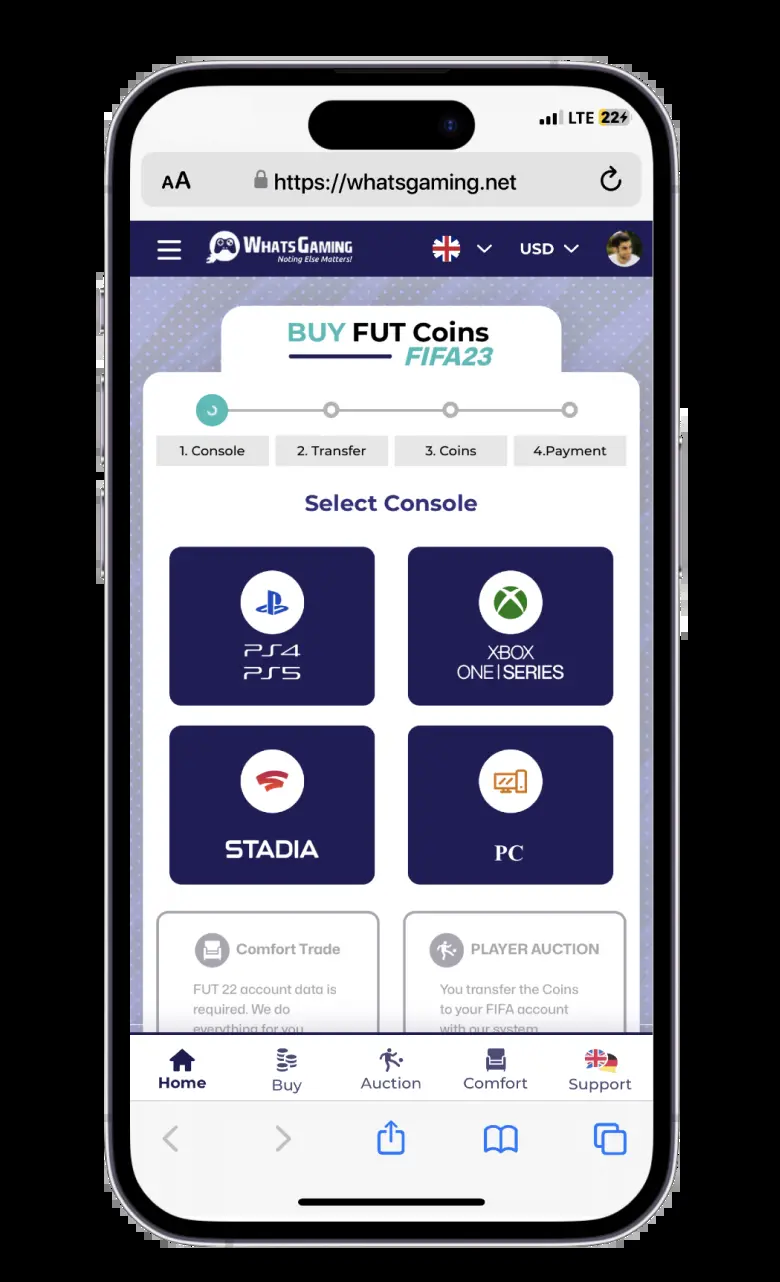 LTE 22
AA https://whatsgaming.net
WHATSGAMING USD
Noting Else Matters!
BUY FUT Coins
FIFA23
1. Console 2. Transfer 3. Coins 4.Payment
Select Console
PS4
PS5
XBOX
ONE|SERIES
STADIA
PC
Comfort Trade
FUT 22 account data is
required. We do
everything for you
PLAYER AUCTION
You transfer the Coins
to your FIFA account
with our system
Home Buy Auction Comfort Support